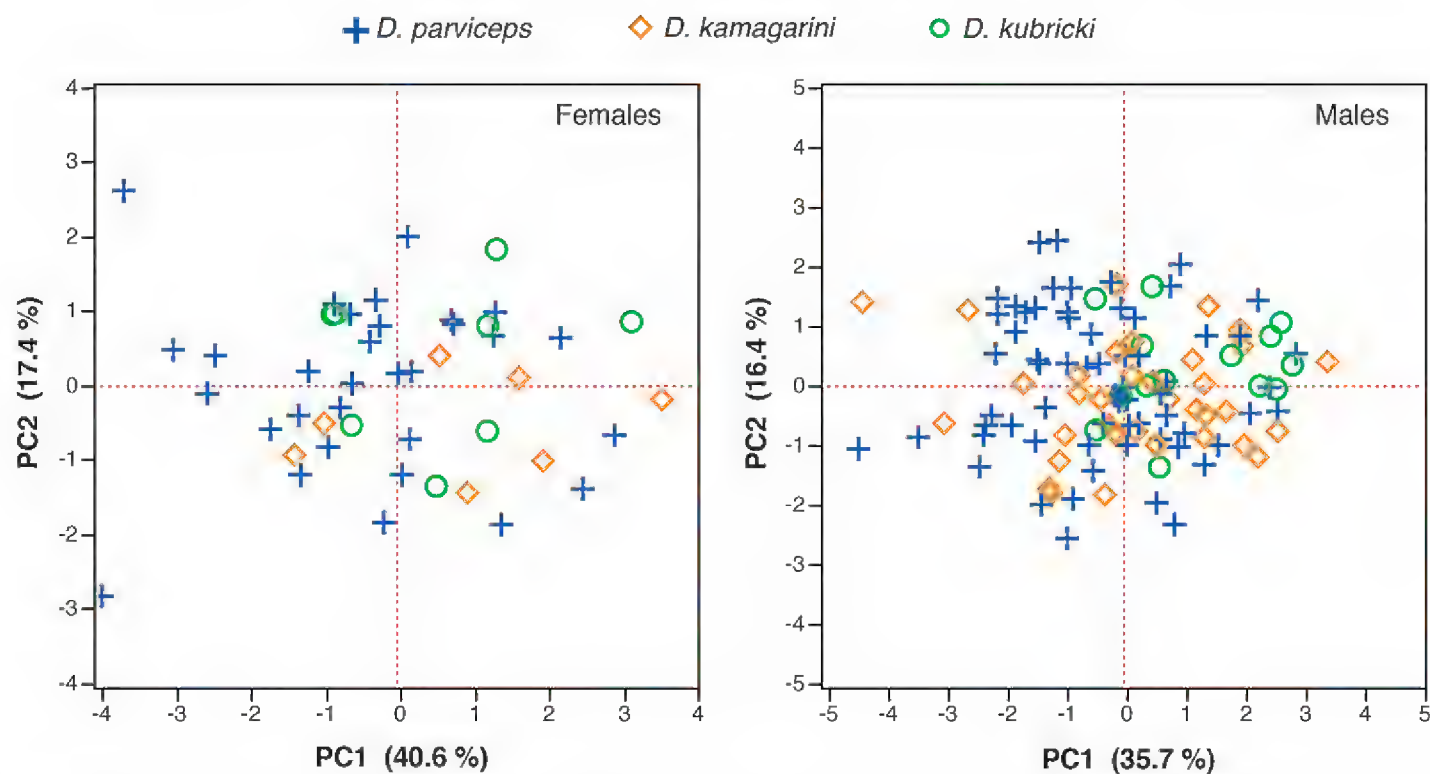 D. parviceps D. kamagarini D. kubricki
Females
4
3
2
1
0
-1
-2
-3
-4
PC2 (17.4 %)
-4 -3 -2 -1 0 1 2 3 4
PC1 (40.6 %)
Males
5
4
3
2
1
0
-1
-2
-3
-4
-5
PC2 (16.4 %)
-5 -4 -3 -2 -1 0 1 2 3 4 5
PC1 (35.7 %)